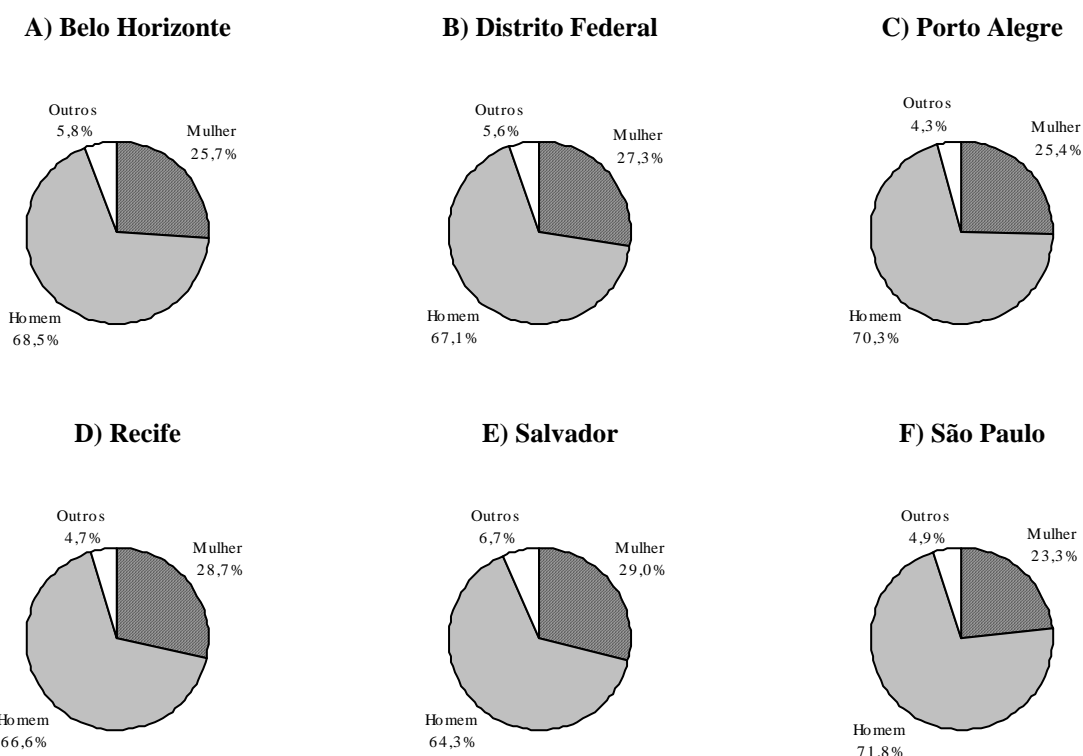 A) Belo Horizonte
Outros
5,8%
Mulher
25,7%
Homem
68,5%
B) Distrito Federal
Outros
5,6%
Mulher
27,3%
Homem
67,1%
C) Porto Alegre
Outros
4,3%
Mulher
25,4%
Homem
70,3%
D) Recife
Outros
4,7%
Mulher
28,7%
Homem
66,6%
E) Salvador
Outros
6,7%
Mulher
29,0%
Homem
64,3%
F) São Paulo
Outros
4,9%
Mulher
23,3%
Homem
71,8%